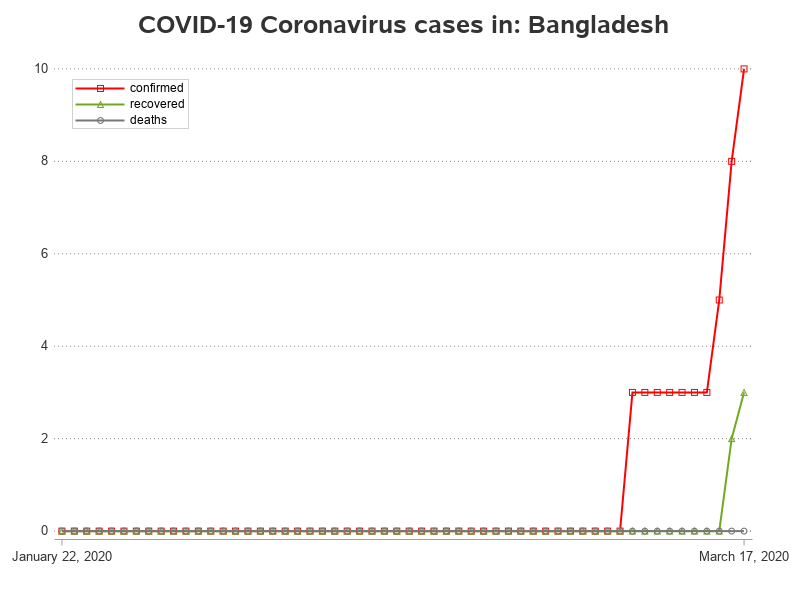 COVID-19 Coronavirus cases in: Bangladesh
10
confirmed
recovered
deaths
8
6
4
2
0
January 22, 2020
March 17, 2020